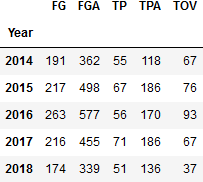 FG FGA TP TPA TOV
Year
2014 191 362 55 118 67
2015 217 498 67 186 76
2016 263 577 56 170 93
2017 216 455 71 186 67
2018 174 339 51 136 37